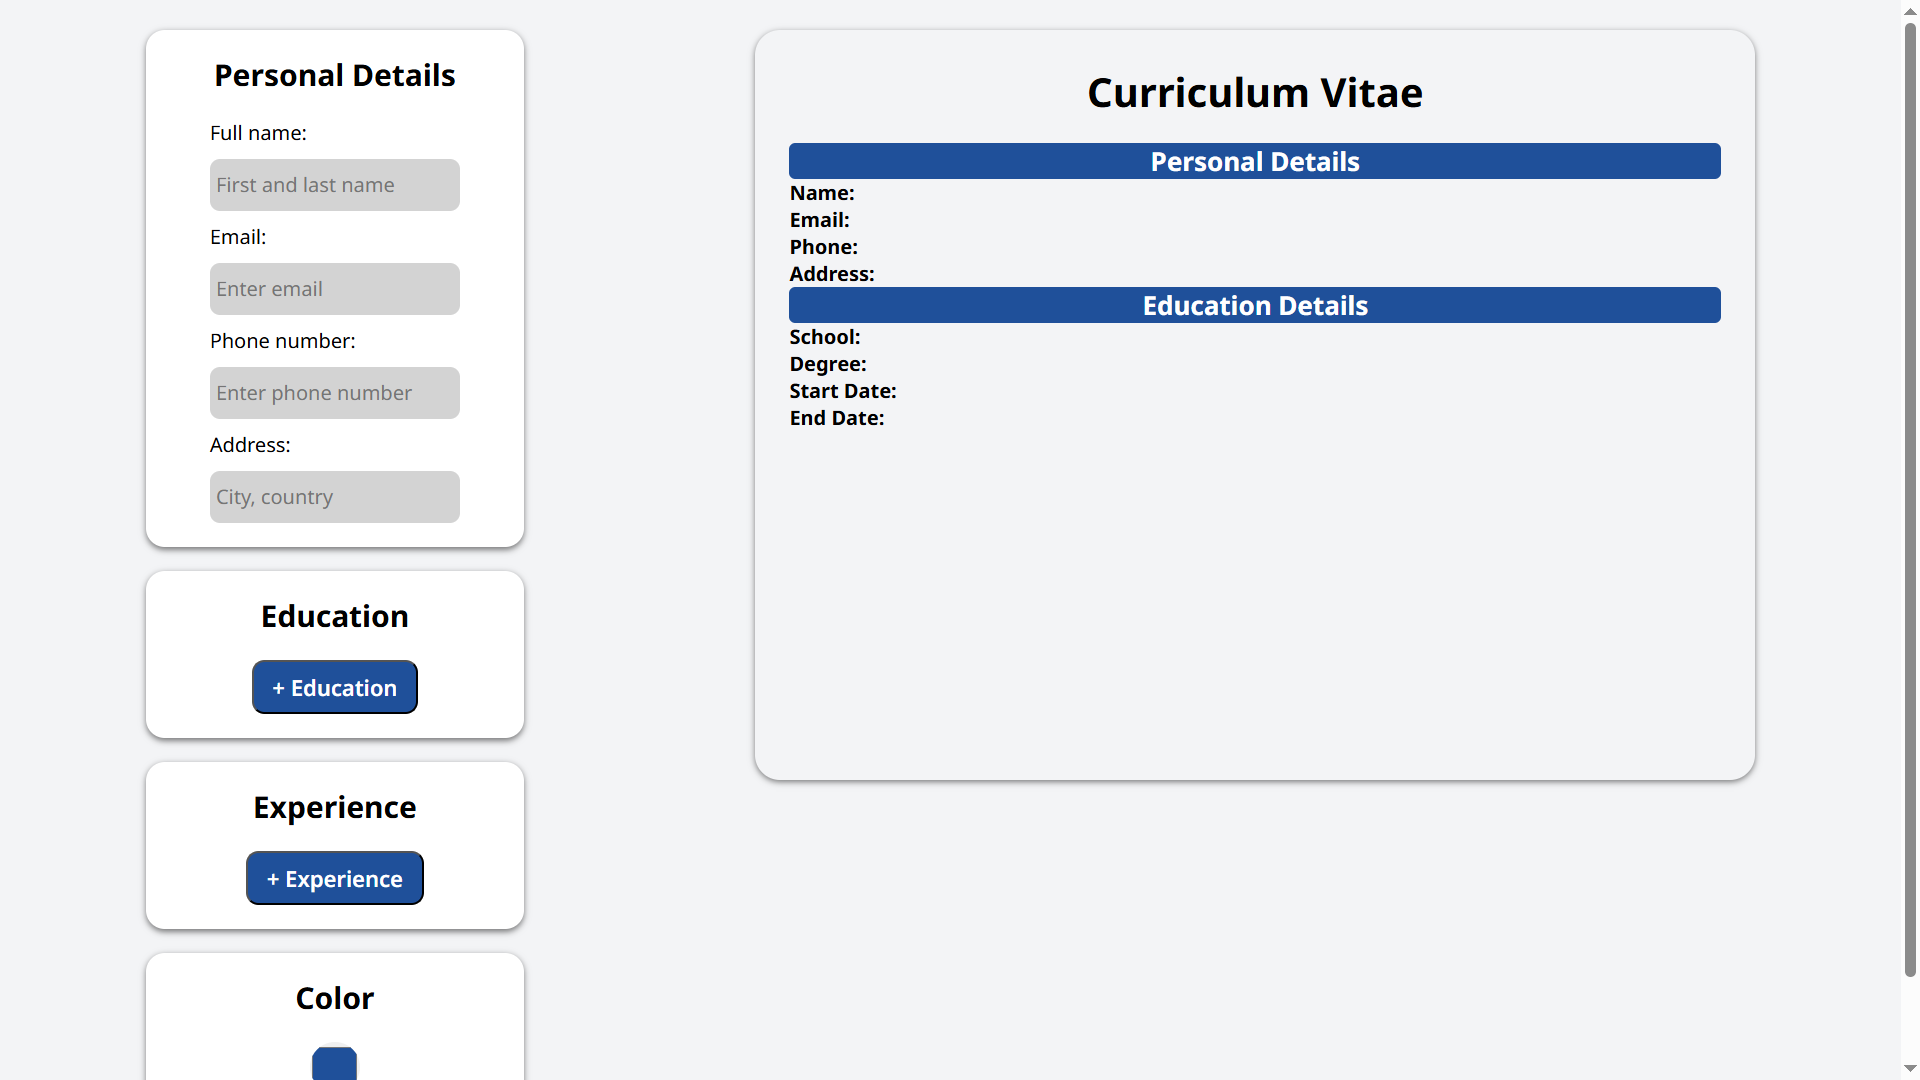 Personal Details
Full name:
First and last name
Email:
Enter email
Phone number:
Enter phone number
Address:
City, country
Education
+ Education
Experience
+ Experience
Color
Curriculum Vitae
Personal Details
Name:
Email:
Phone:
Address:
Education Details
School:
Degree:
Start Date:
End Date: